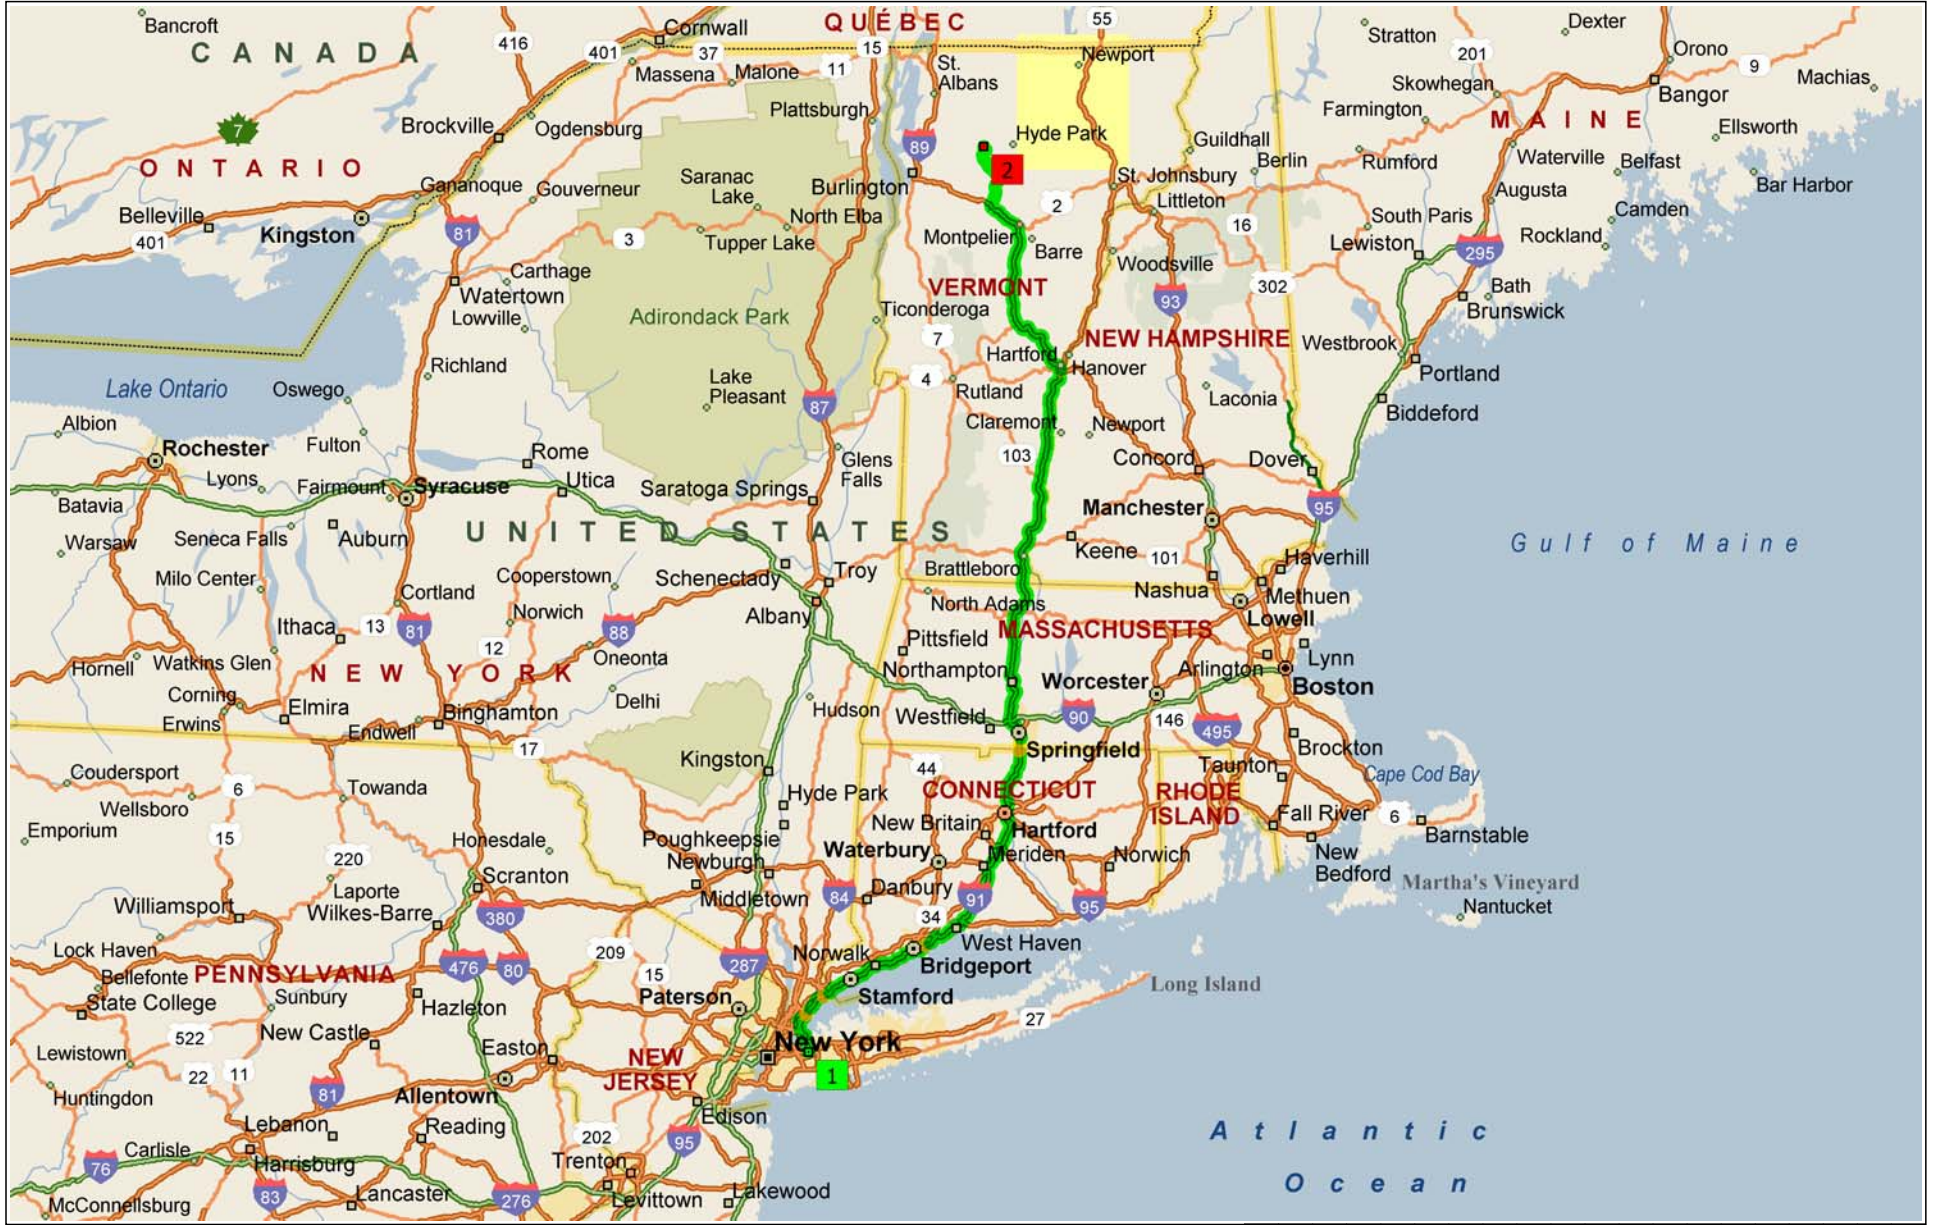 Bancroft
CANADA
416
401
Cornwall
37
Massena
Malone
11
QUÉBEC
15
St.
Albans
55
Newport
Dexter
Stratton
201
Orono
9
Machias
Skowhegan
Bangor
7
Brockville
Ogdensburg
Plattsburgh
89
Hyde Park
Guildhall
Farmington
MAINE
Ellsworth
ONTARIO
Gananoque
Gouverneur
Saranac
Lake
Burlington
2
St. Johnsbury
Berlin
Rumford
Waterville
Belfast
Bar Harbor
Belleville
401
Kingston
81
3
North Elba
Tupper Lake
2
Littleton
16
Augusta
South Paris
Camden
Montpelier
Barre
Lewiston
Rockland
295
Carthage
Watertown
Lowville
Woodsville
302
Bath
Brunswick
VERMONT
93
Adirondack Park
Ticonderoga
7
NEW HAMPSHIRE
Westbrook
Richland
Hartford
Hanover
Portland
Lake Ontario
Oswego
Lake
Pleasant
87
4
Rutland
Laconia
Biddeford
Albion
Rochester
Fulton
Rome
Claremont
Newport
Lyons
Fairmount
Syracuse
Utica
Saratoga Springs
Glens
Falls
103
Concord
Dover
Batavia
95
Manchester
Warsaw
Seneca Falls
Auburn
UNITED STATES
Keene
101
Haverhill
Gulf of Maine
Milo Center
Cortland
Cooperstown
Schenectady
Troy
Brattleboro
Nashua
Methuen
Norwich
Albany
North Adams
Lowell
Ithaca
13
81
12
88
MASSACHUSETTS
Pittsfield
Hornell
Watkins Glen
Oneonta
Northampton
Arlington
Lynn
NEW YORK
Worcester
Boston
Corning
Elmira
Delhi
Erwins
Binghamton
Endwell
Hudson
Westfield
90
146
495
17
Kingston
Springfield
Brockton
Coudersport
6
Towanda
44
Taunton
Cape Cod Bay
Wellsboro
Hyde Park
CONNECTICUT
RHODE
ISLAND
Fall River
6
Barnstable
Emporium
15
Honesdale
Poughkeepsie
New Britain
Hartford
220
Newburgh
Waterbury
Meriden
Norwich
New
Bedford
Laporte
Scranton
Middletown
84
Danbury
91
95
Martha's Vineyard
Nantucket
Williamsport
Wilkes-Barre
380
34
Lock Haven
209
Norwalk
West Haven
Bellefonte
PENNSYLVANIA
476
80
15
287
Bridgeport
State College
Sunbury
Hazleton
Paterson
Stamford
Long Island
522
New Castle
27
Lewistown
Easton
NEW
JERSEY
New York
22
11
81
1
Huntingdon
Allentown
Edison
Lebanon
Reading
202
95
Atlantic
Ocean
76
Carlisle
Harrisburg
Trenton
83
Lancaster
276
Levittown
Lakewood
McConnellsburg